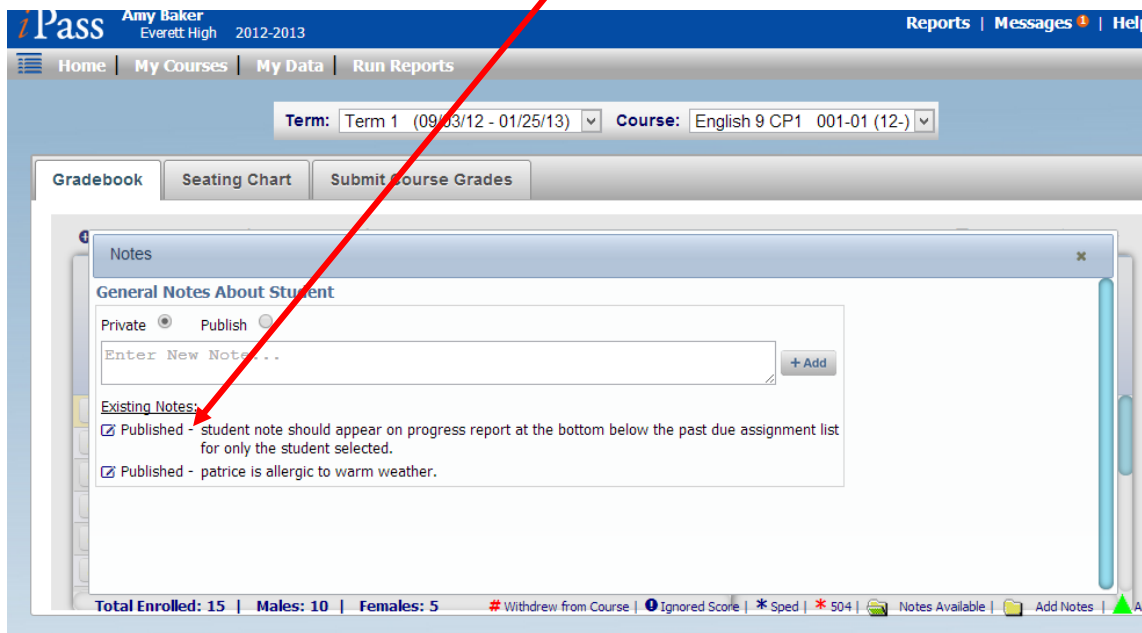 iPass Amy Baker Reports | Messages 1 | Help
Everett High 2012-2013
Home | My Courses | My Data | Run Reports
Term: Term 1 (09/03/12 - 01/25/13) Course: English 9 CP1 001-01 (12-)
Gradebook Seating Chart Submit Course Grades
Notes
General Notes About Student
Private Publish
Enter New Note... + Add
Existing Notes:
Published - student note should appear on progress report at the bottom below the past due assignment list
for only the student selected.
Published - patrice is allergic to warm weather.
Total Enrolled: 15 | Males: 10 | Females: 5 # Withdrew from Course | Ignored Score | * Sped | * 504 | Notes Available | Add Notes |